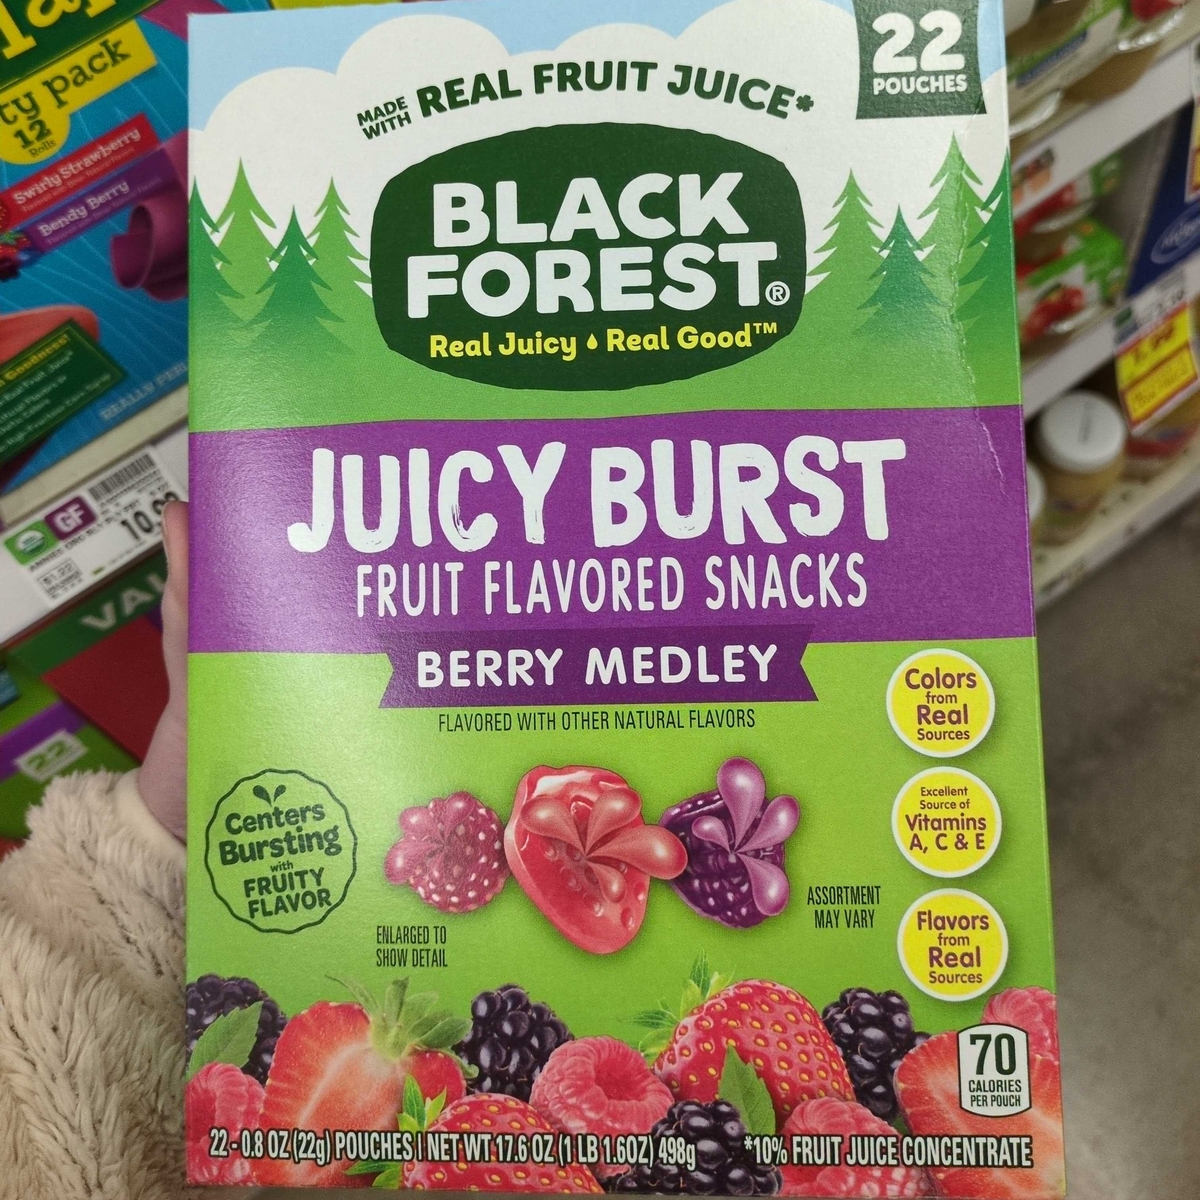 ty pack
12
Rolls
Swirly Strawberry
Bendy Berry
REALLY
GF
VAL
22
22
POUCHES
MADE
WITH
REAL FRUIT JUICE*
BLACK
FOREST®
Real Juicy Real Good™
JUICY BURST
FRUIT FLAVORED SNACKS
BERRY MEDLEY
FLAVORED WITH OTHER NATURAL FLAVORS
Colors
from
Real
Sources
Excellent
Source of
Vitamins
A, C & E
Flavors
from
Real
Sources
Centers
Bursting
with
FRUITY
FLAVOR
ENLARGED TO
SHOW DETAIL
ASSORTMENT
MAY VARY
70
CALORIES
PER POUCH
22 - 0.8 OZ (22g) POUCHES | NET WT 17.6 OZ (1 LB 1.6OZ) 498g
*10% FRUIT JUICE CONCENTRATE